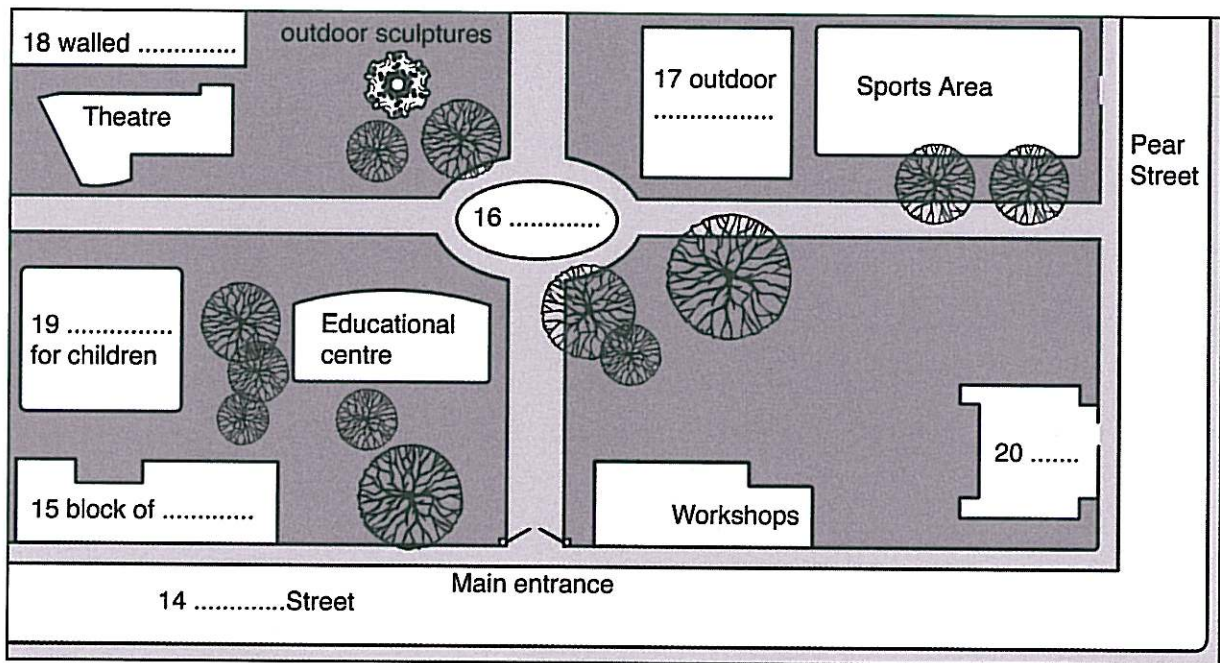 18 walled ..............
outdoor sculptures
Theatre
17 outdoor
.................
Sports Area
Pear
Street
16 .............
19 ................
for children
Educational
centre
20 .......
15 block of .............
Workshops
Main entrance
14 .............Street